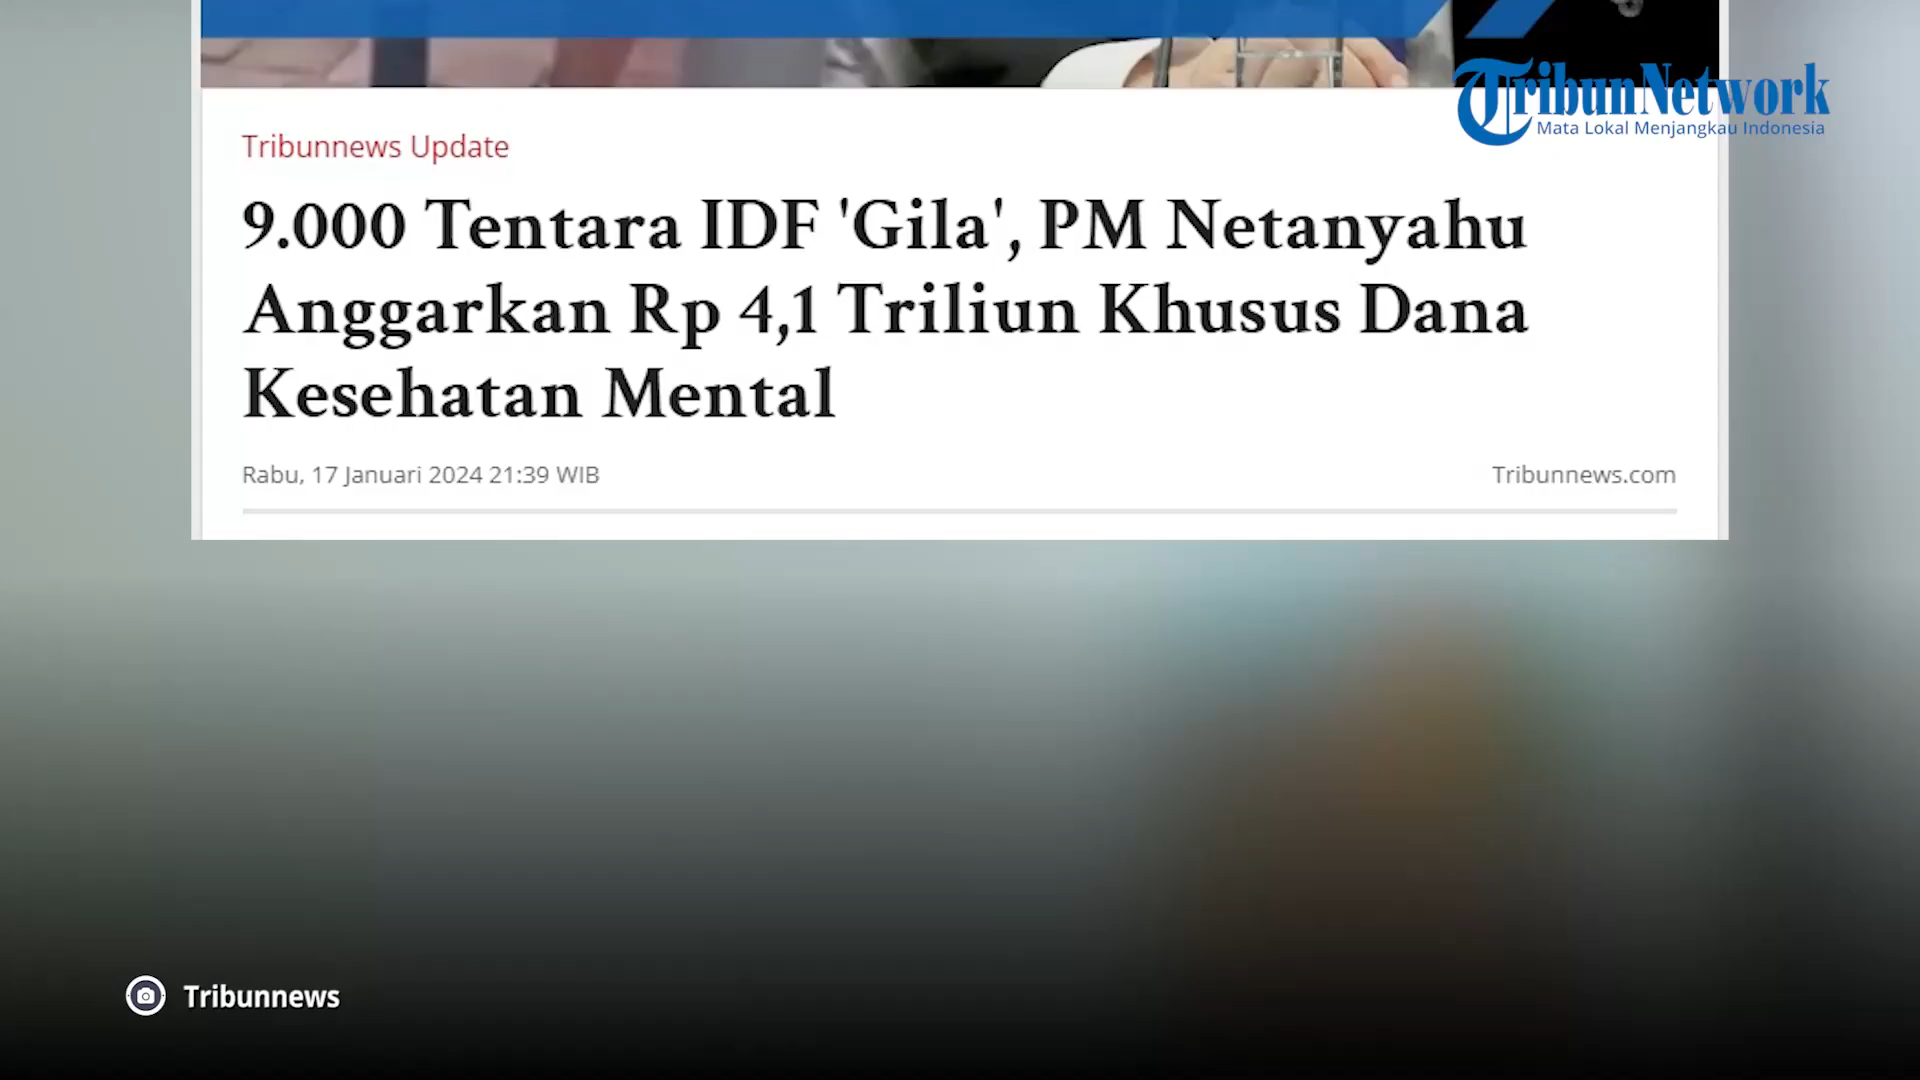 TribunNetwork
Mata Lokal Menjangkau Indonesia
Tribunnews Update
9.000 Tentara IDF 'Gila', PM Netanyahu
Anggarkan Rp 4,1 Triliun Khusus Dana
Kesehatan Mental
Rabu, 17 Januari 2024 21:39 WIB
Tribunnews.com
Tribunnews